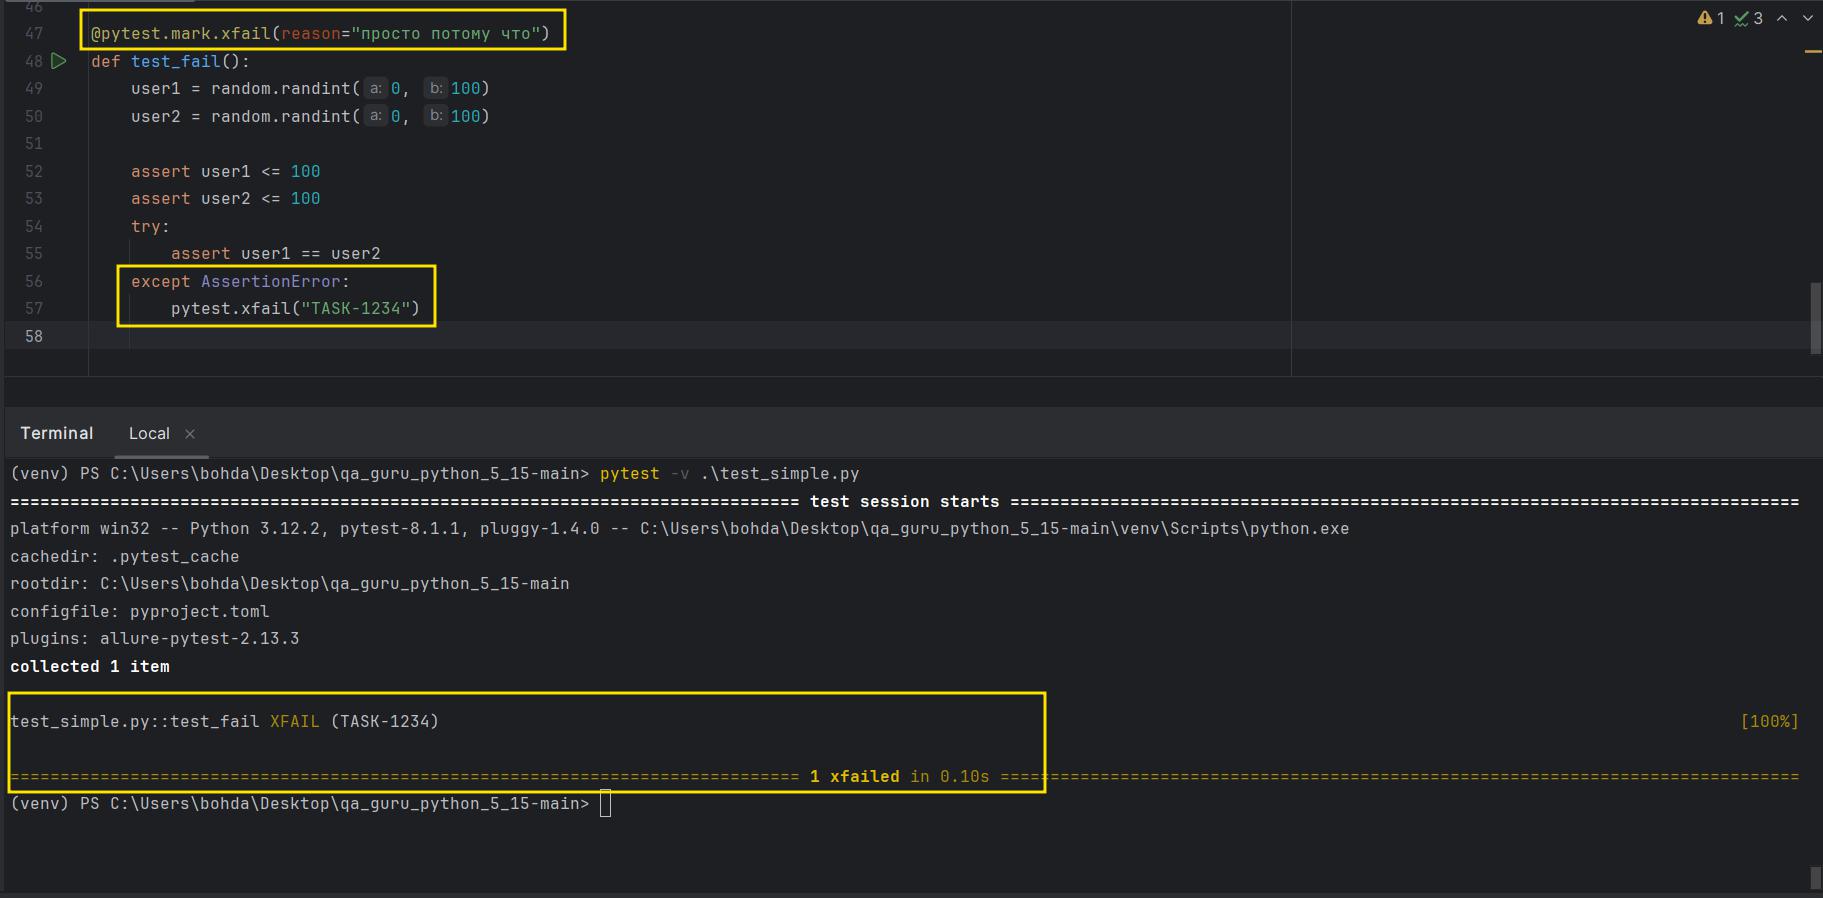 46
1 3
47 @pytest.mark.xfail(reason="просто потому что")
48 def test_fail():
49 user1 = random.randint( a: 0, b: 100)
50 user2 = random.randint( a: 0, b: 100)
51
52 assert user1 <= 100
53 assert user2 <= 100
54 try:
55 assert user1 == user2
56 except AssertionError:
57 pytest.xfail("TASK-1234")
58
Terminal Local ×
(venv) PS C:\Users\bohda\Desktop\qa_guru_python_5_15-main> pytest -v .\test_simple.py
=============================================================================== test session starts ===============================================================================
platform win32 -- Python 3.12.2, pytest-8.1.1, pluggy-1.4.0 -- C:\Users\bohda\Desktop\qa_guru_python_5_15-main\venv\Scripts\python.exe
cachedir: .pytest_cache
rootdir: C:\Users\bohda\Desktop\qa_guru_python_5_15-main
configfile: pyproject.toml
plugins: allure-pytest-2.13.3
collected 1 item
test_simple.py::test_fail XFAIL (TASK-1234) [100%]
=============================================================================== 1 xfailed in 0.10s ================================================================================
(venv) PS C:\Users\bohda\Desktop\qa_guru_python_5_15-main>